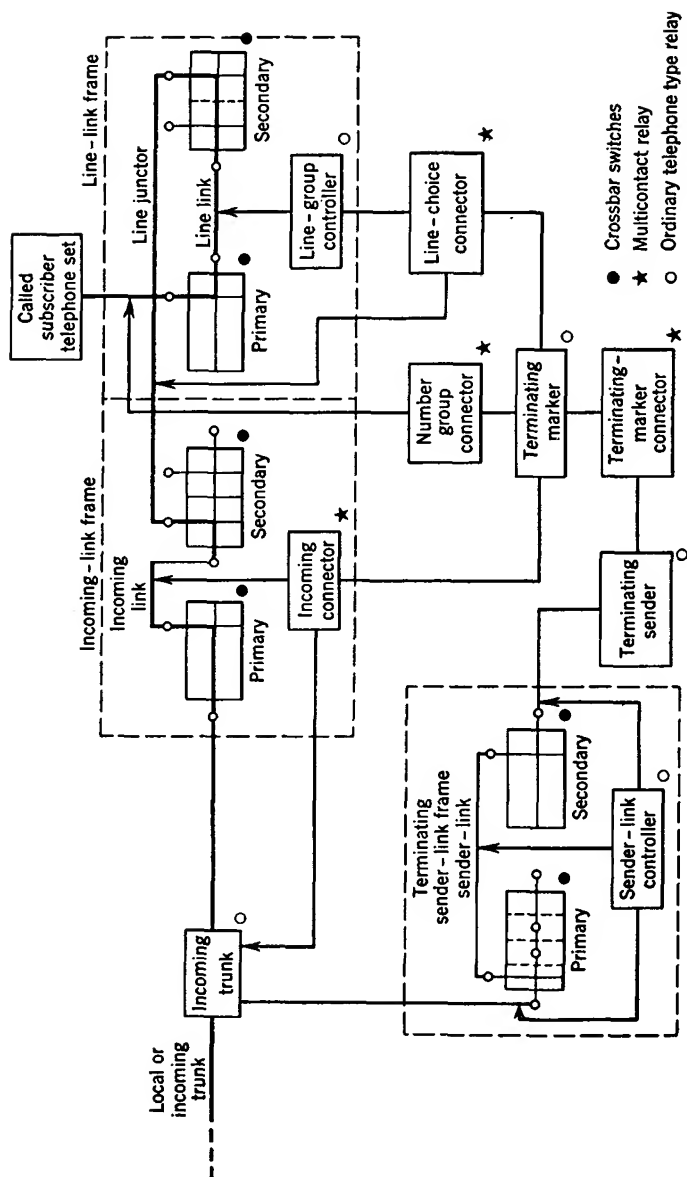 Called
subscriber
telephone set
Line-link frame
Line junctor
Line link
Primary
Secondary
Line-group
controller
Line-choice
connector
Incoming-link frame
Incoming
link
Primary
Secondary
Incoming
connector
Number
group
connector
Terminating
marker
Terminating-
marker
connector
Terminating
sender
Local or
incoming
trunk
Incoming
trunk
Terminating
sender-link frame
sender-link
Primary
Secondary
Sender-link
controller
Crossbar switches
Multicontact relay
Ordinary telephone type relay